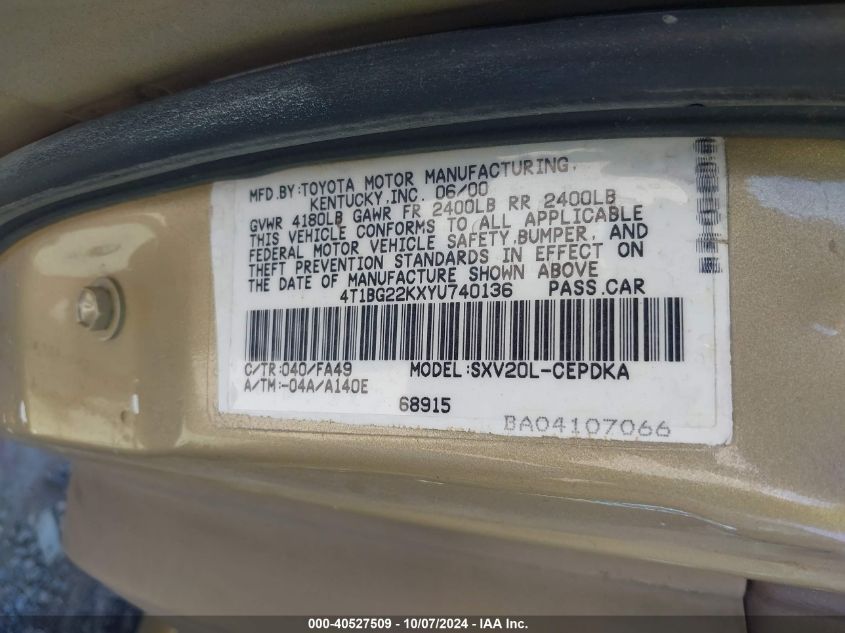 MFD.BY:TOYOTA MOTOR MANUFACTURING,
KENTUCKY,INC. 06/00
GVWR 4180LB GAWR FR 2400LB RR 2400LB
THIS VEHICLE CONFORMS TO ALL APPLICABLE
FEDERAL MOTOR VEHICLE SAFETY,BUMPER, AND
THEFT PREVENTION STANDARDS IN EFFECT ON
THE DATE OF MANUFACTURE SHOWN ABOVE
4T1BG22KXYU740136 PASS.CAR
C/TR:040/FA49 MODEL:SXV20L-CEPDKA
A/TM:-04A/A140E
68915
BA04107066
000-40527509 - 10/07/2024 - IAA Inc.